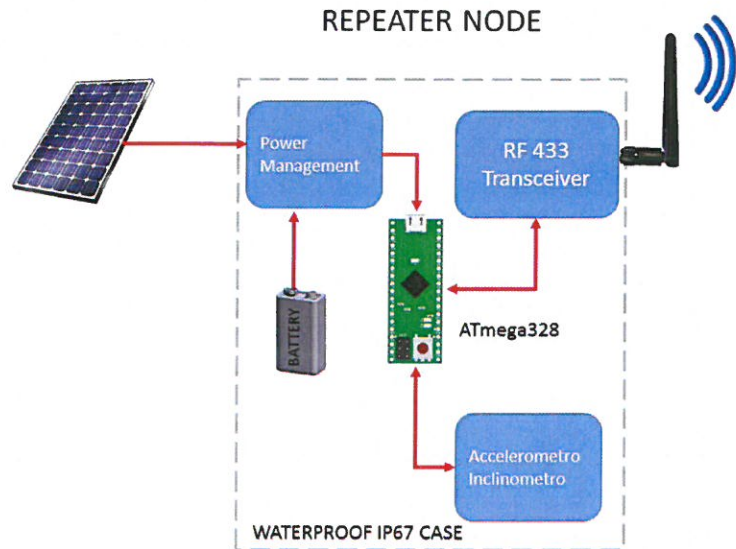 REPEATER NODE
Power
Management
RF 433
Transceiver
BATTERY
ATmega328
Accelerometro
Inclinometro
WATERPROOF IP67 CASE